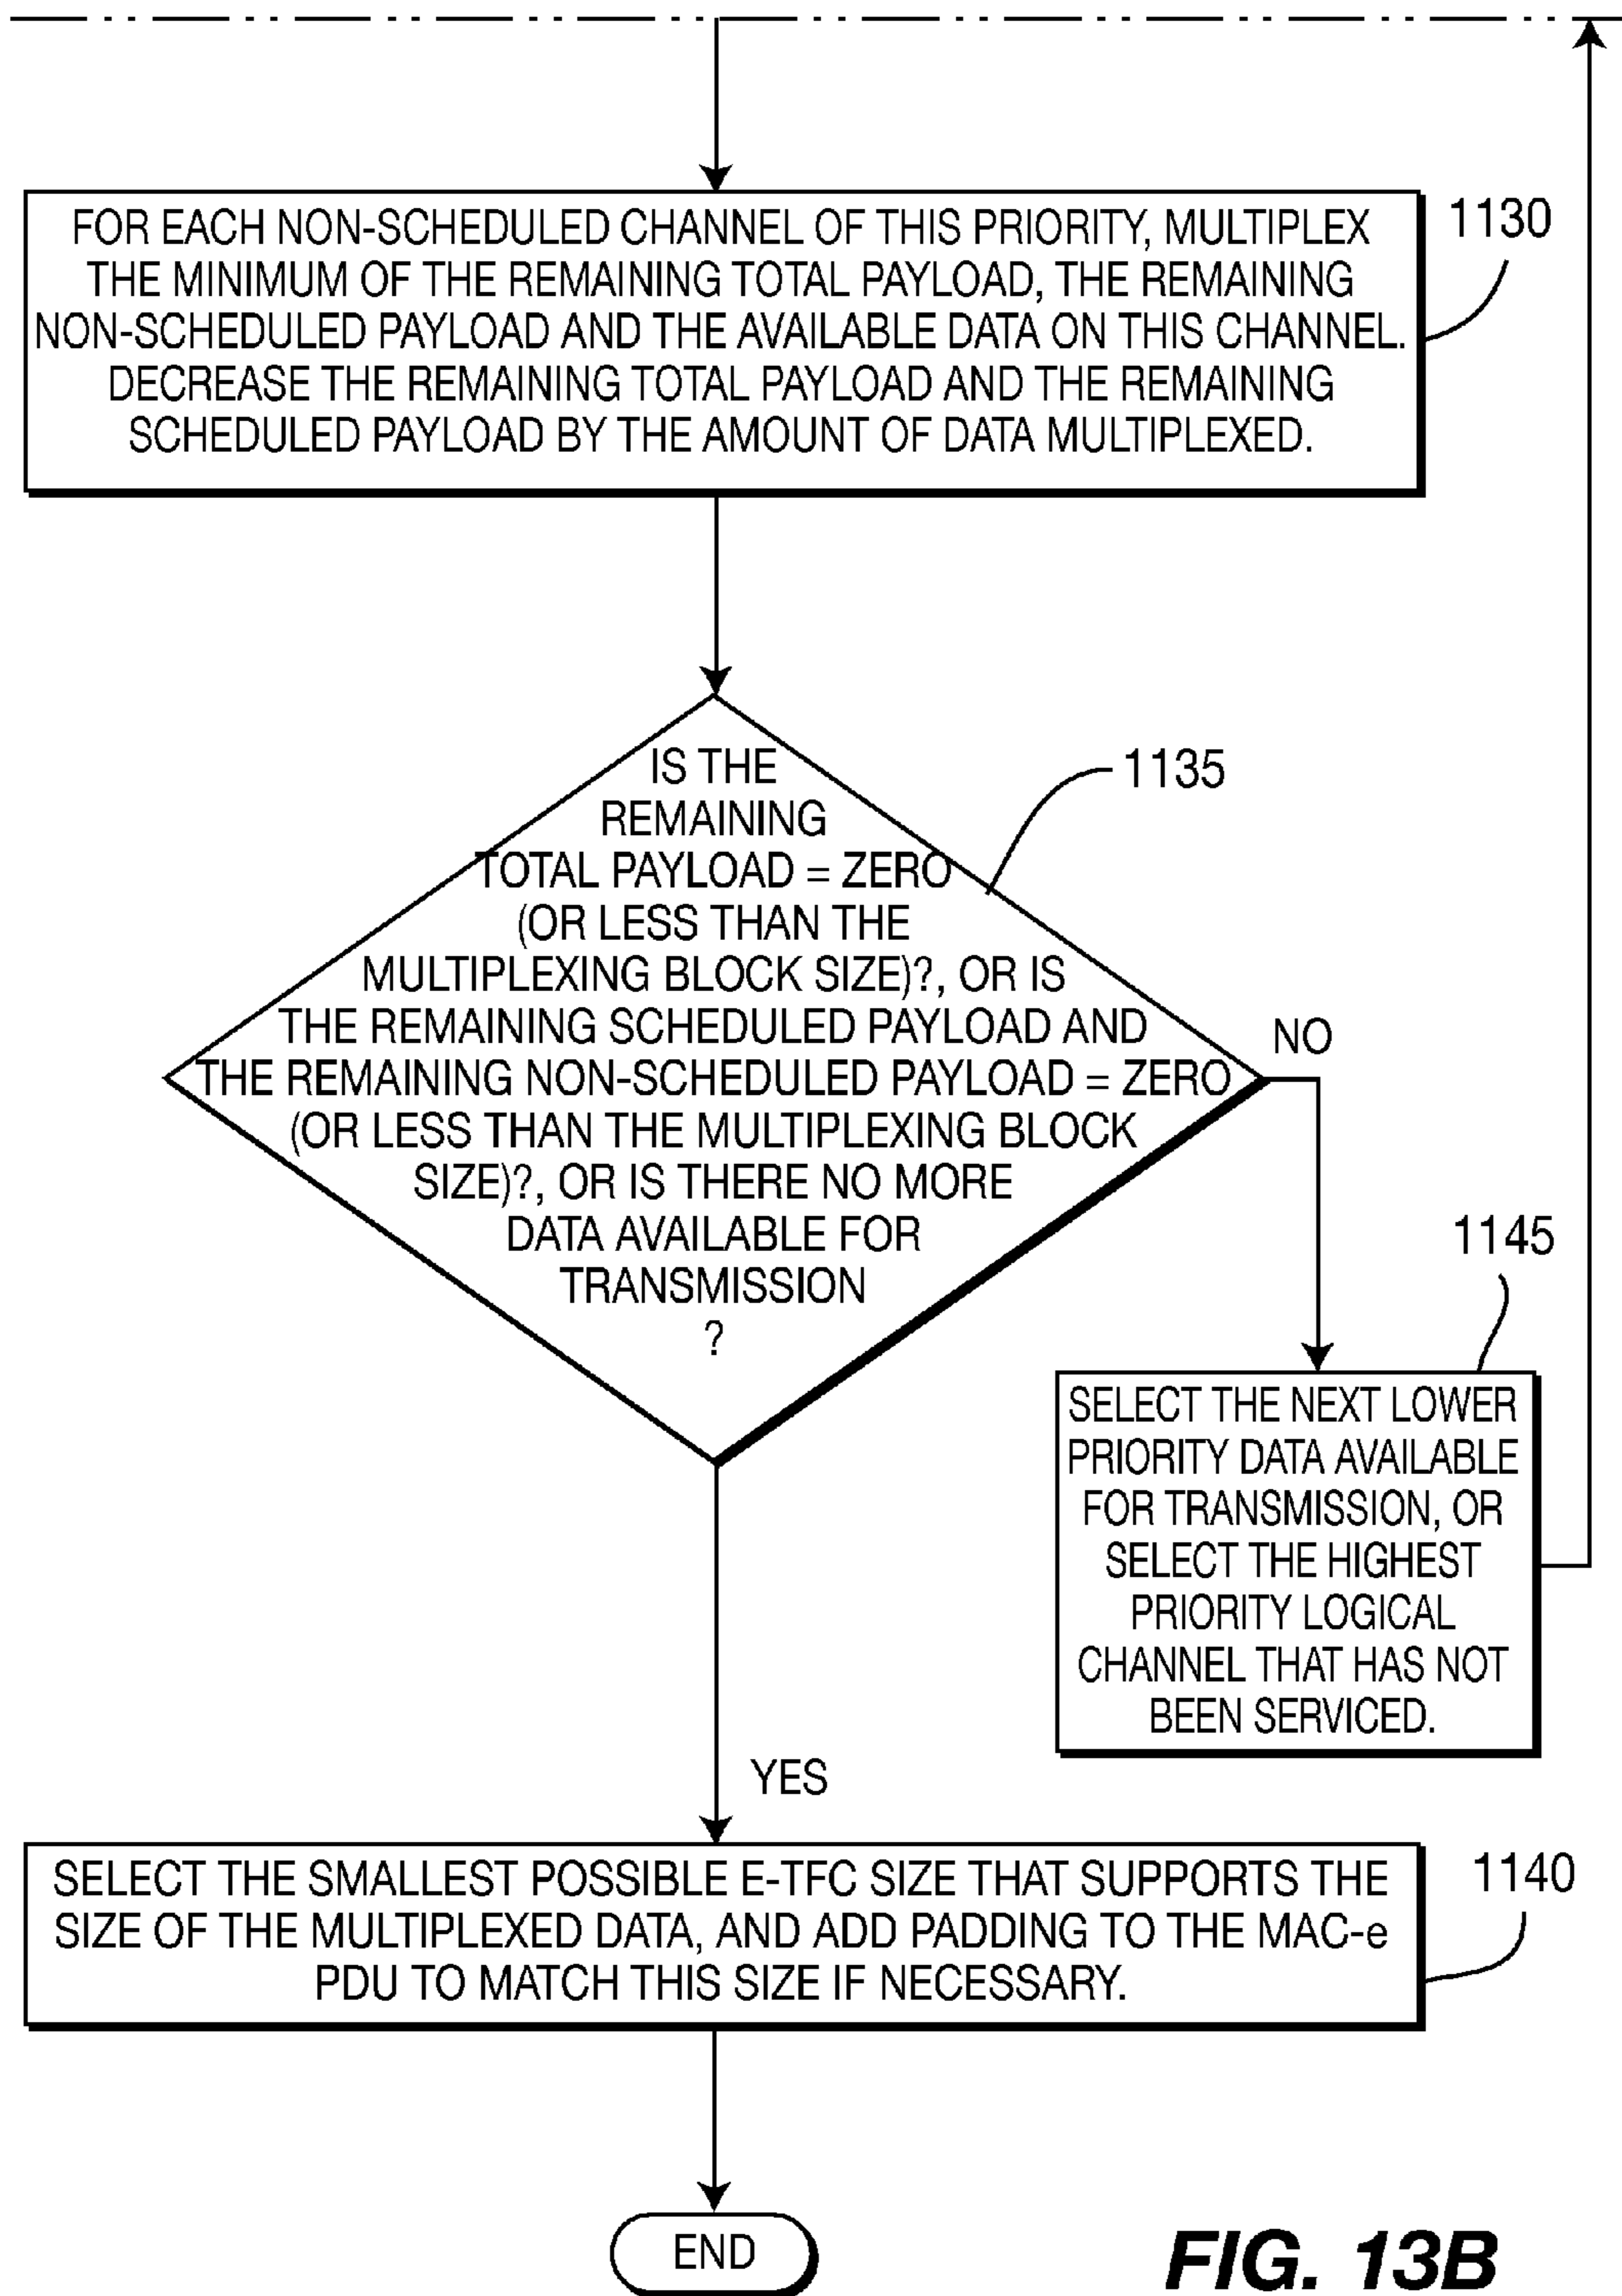 FOR EACH NON-SCHEDULED CHANNEL OF THIS PRIORITY, MULTIPLEX
THE MINIMUM OF THE REMAINING TOTAL PAYLOAD, THE REMAINING
NON-SCHEDULED PAYLOAD AND THE AVAILABLE DATA ON THIS CHANNEL.
DECREASE THE REMAINING TOTAL PAYLOAD AND THE REMAINING
SCHEDULED PAYLOAD BY THE AMOUNT OF DATA MULTIPLEXED.
1130
IS THE
REMAINING
TOTAL PAYLOAD = ZERO
(OR LESS THAN THE
MULTIPLEXING BLOCK SIZE)?, OR IS
THE REMAINING SCHEDULED PAYLOAD AND
THE REMAINING NON-SCHEDULED PAYLOAD = ZERO
(OR LESS THAN THE MULTIPLEXING BLOCK
SIZE)?, OR IS THERE NO MORE
DATA AVAILABLE FOR
TRANSMISSION
?
1135
NO
1145
SELECT THE NEXT LOWER
PRIORITY DATA AVAILABLE
FOR TRANSMISSION, OR
SELECT THE HIGHEST
PRIORITY LOGICAL
CHANNEL THAT HAS NOT
BEEN SERVICED.
YES
SELECT THE SMALLEST POSSIBLE E-TFC SIZE THAT SUPPORTS THE
SIZE OF THE MULTIPLEXED DATA, AND ADD PADDING TO THE MAC-e
PDU TO MATCH THIS SIZE IF NECESSARY.
1140
END
FIG. 13B